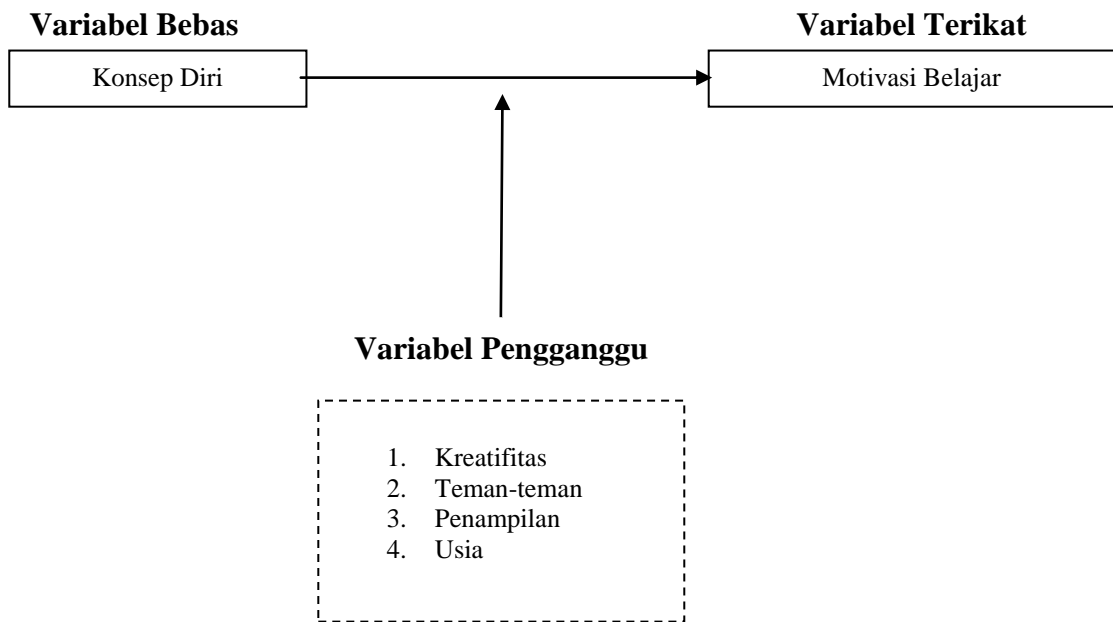 Variabel Bebas
Variabel Terikat
Konsep Diri
Motivasi Belajar
Variabel Pengganggu
1. Kreatifitas
2. Teman-teman
3. Penampilan
4. Usia